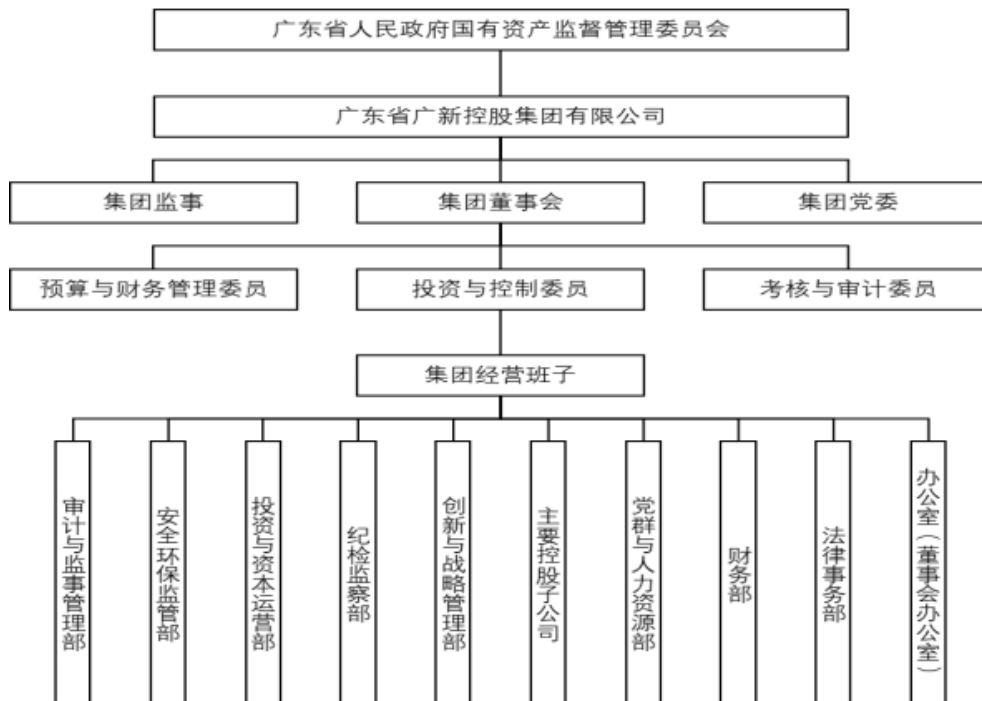 广东省人民政府国有资产监督管理委员会
广东省广新控股集团有限公司
集团监事
集团董事会
集团党委
预算与财务管理委员
投资与控制委员
考核与审计委员
集团经营班子
审计与监事管理部
安全环保监管部
投资与资本运营部
纪检监察部
创新与战略管理部
主要控股子公司
党群与人力资源部
财务部
法律事务部
办公室（董事会办公室）